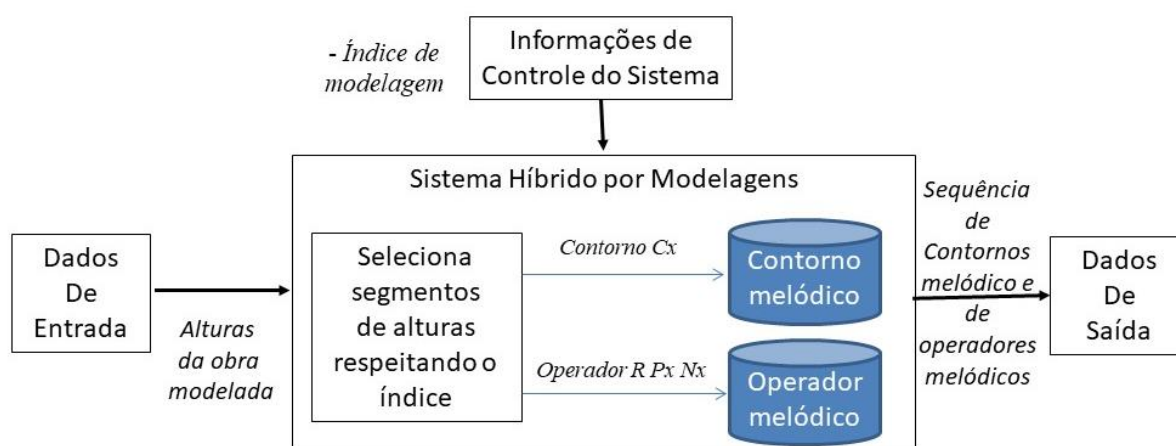 - Índice de
modelagem
Informações de
Controle do Sistema
Sistema Híbrido por Modelagens
Dados
De
Entrada
Alturas
da obra
modelada
Seleciona
segmentos
de alturas
respeitando o
índice
Contorno Cx
Contorno
melódico
Operador R Px Nx
Operador
melódico
Sequência
de
Contornos
melódico e
de
operadores
melódicos
Dados
De
Saída